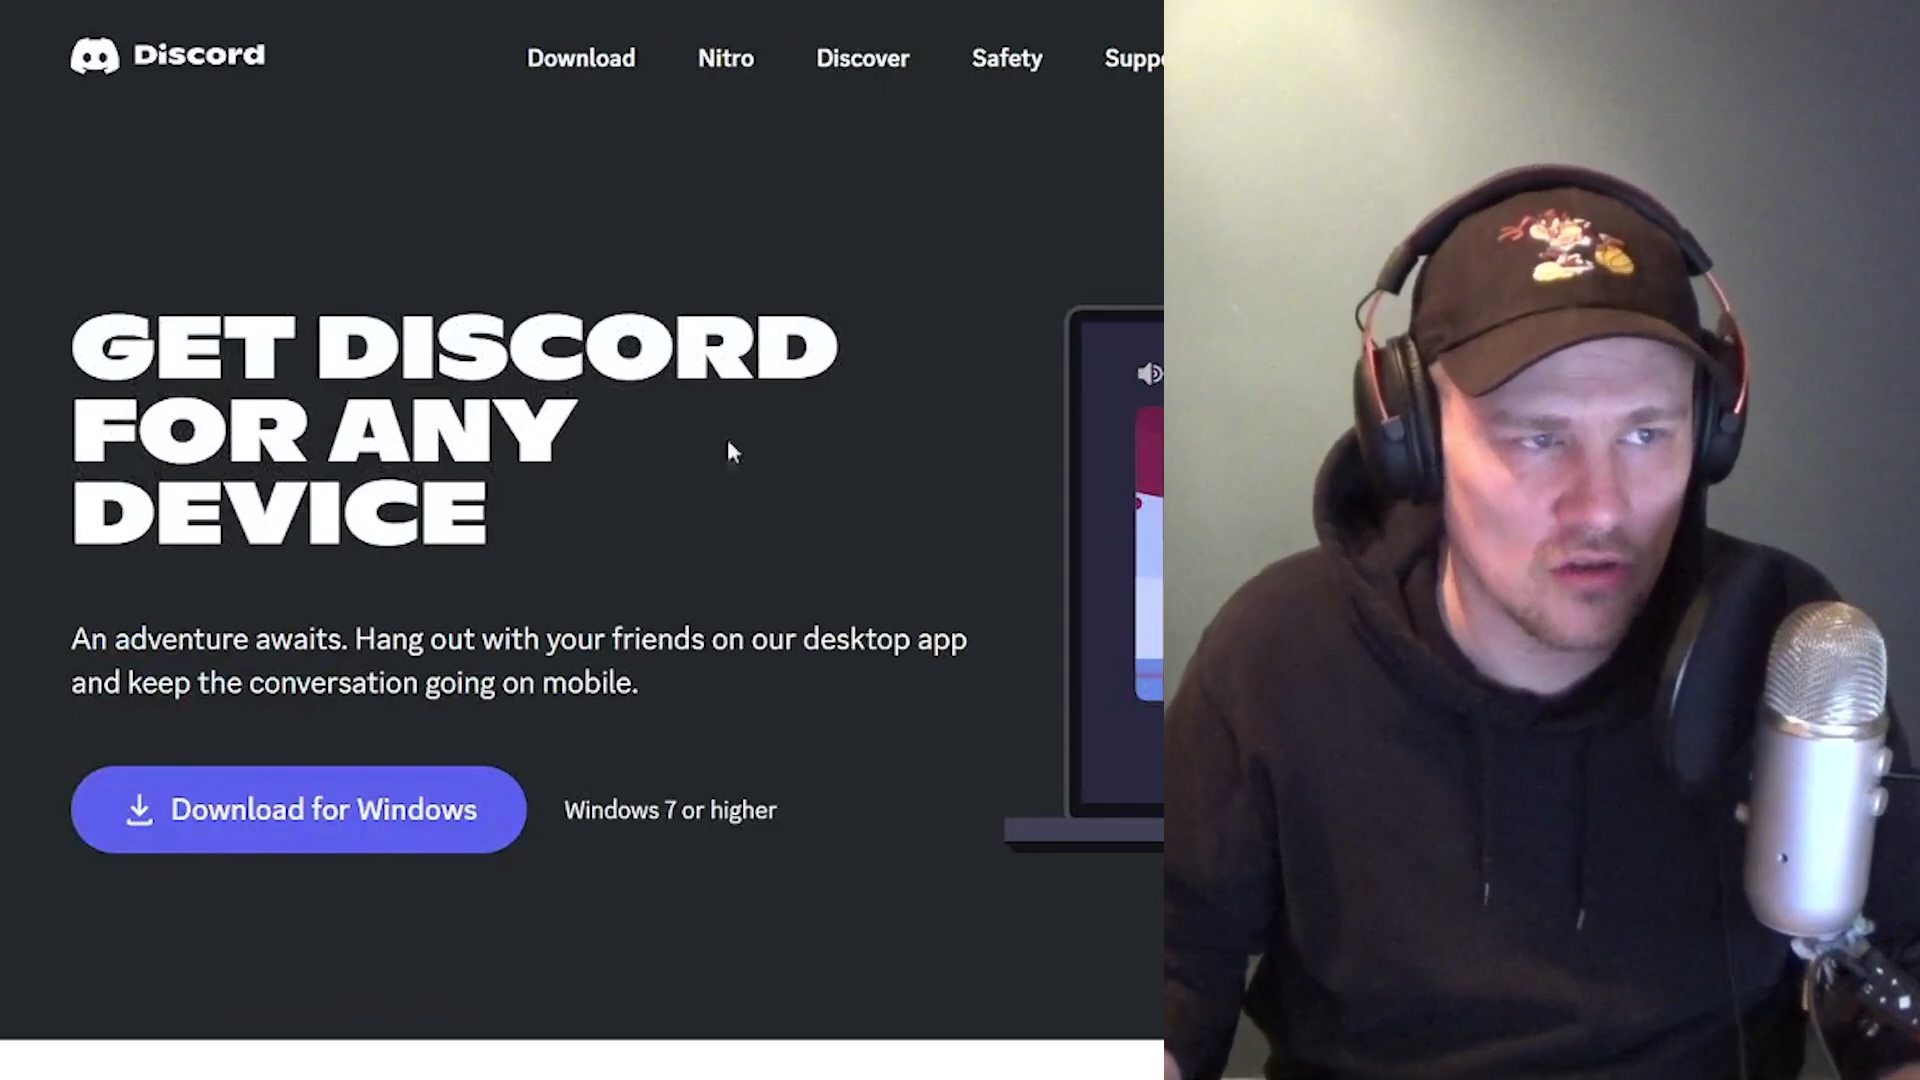 Discord
Download Nitro Discover Safety Suppo
GET DISCORD
FOR ANY
DEVICE
An adventure awaits. Hang out with your friends on our desktop app
and keep the conversation going on mobile.
Download for Windows
Windows 7 or higher